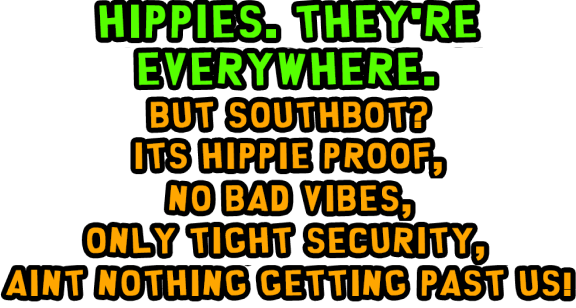 HIPPIES. THEY'RE
EVERYWHERE.
BUT SOUTHBOT?
ITS HIPPIE PROOF,
NO BAD VIBES,
ONLY TIGHT SECURITY,
AINT NOTHING GETTING PAST US!